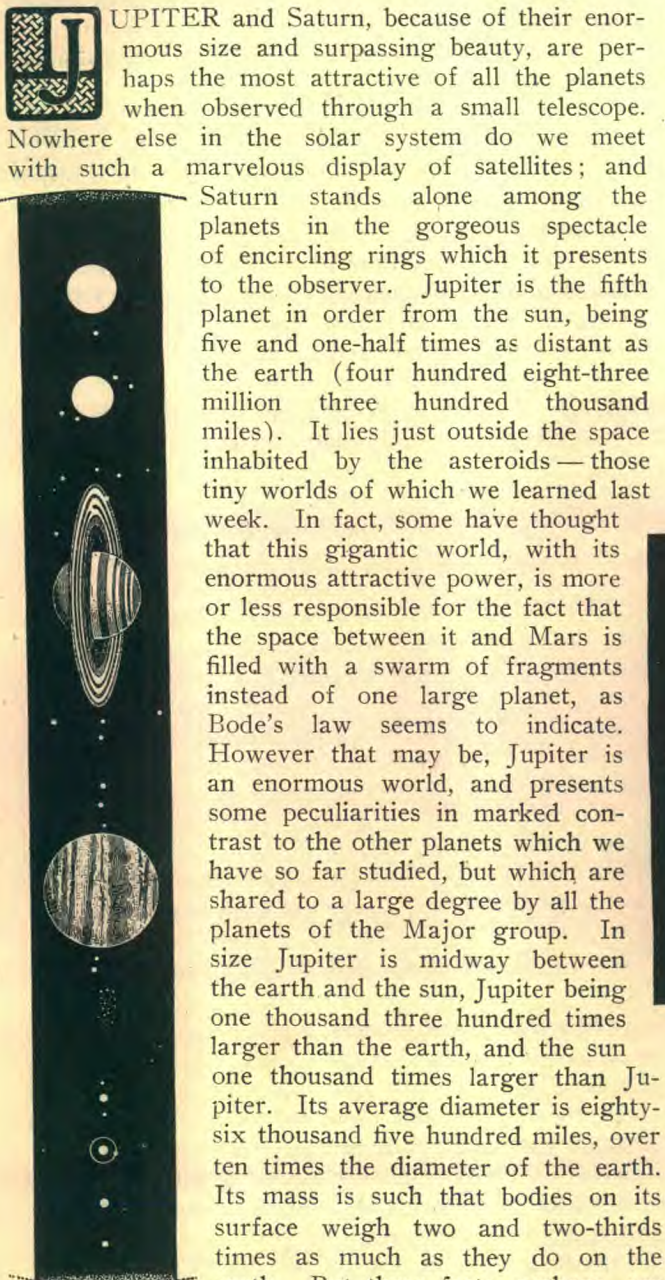 JUPITER and Saturn, because of their enor-
mous size and surpassing beauty, are per-
haps the most attractive of all the planets
when observed through a small telescope.
Nowhere else in the solar system do we meet
with such a marvelous display of satellites; and
Saturn stands alone among the
planets in the gorgeous spectacle
of encircling rings which it presents
to the observer. Jupiter is the fifth
planet in order from the sun, being
five and one-half times as distant as
the earth (four hundred eight-three
million three hundred thousand
miles). It lies just outside the space
inhabited by the asteroids — those
tiny worlds of which we learned last
week. In fact, some have thought
that this gigantic world, with its
enormous attractive power, is more
or less responsible for the fact that
the space between it and Mars is
filled with a swarm of fragments
instead of one large planet, as
Bode's law seems to indicate.
However that may be, Jupiter is
an enormous world, and presents
some peculiarities in marked con-
trast to the other planets which we
have so far studied, but which are
shared to a large degree by all the
planets of the Major group. In
size Jupiter is midway between
the earth and the sun, Jupiter being
one thousand three hundred times
larger than the earth, and the sun
one thousand times larger than Ju-
piter. Its average diameter is eighty-
six thousand five hundred miles, over
ten times the diameter of the earth.
Its mass is such that bodies on its
surface weigh two and two-thirds
times as much as they do on the